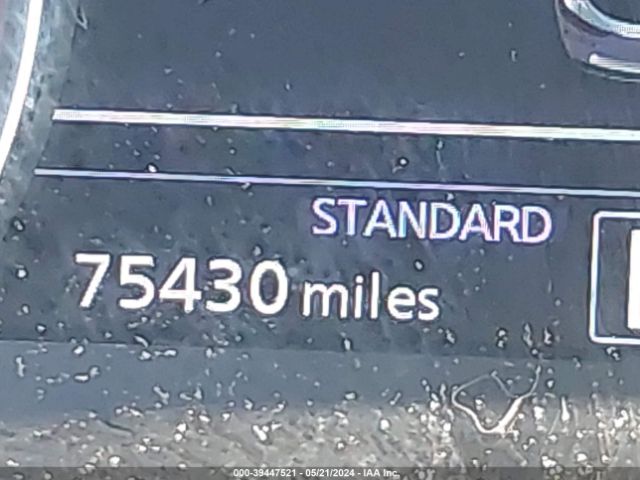 STANDARD
75430 miles
000-39447521 - 05/21/2024 - IAA Inc.